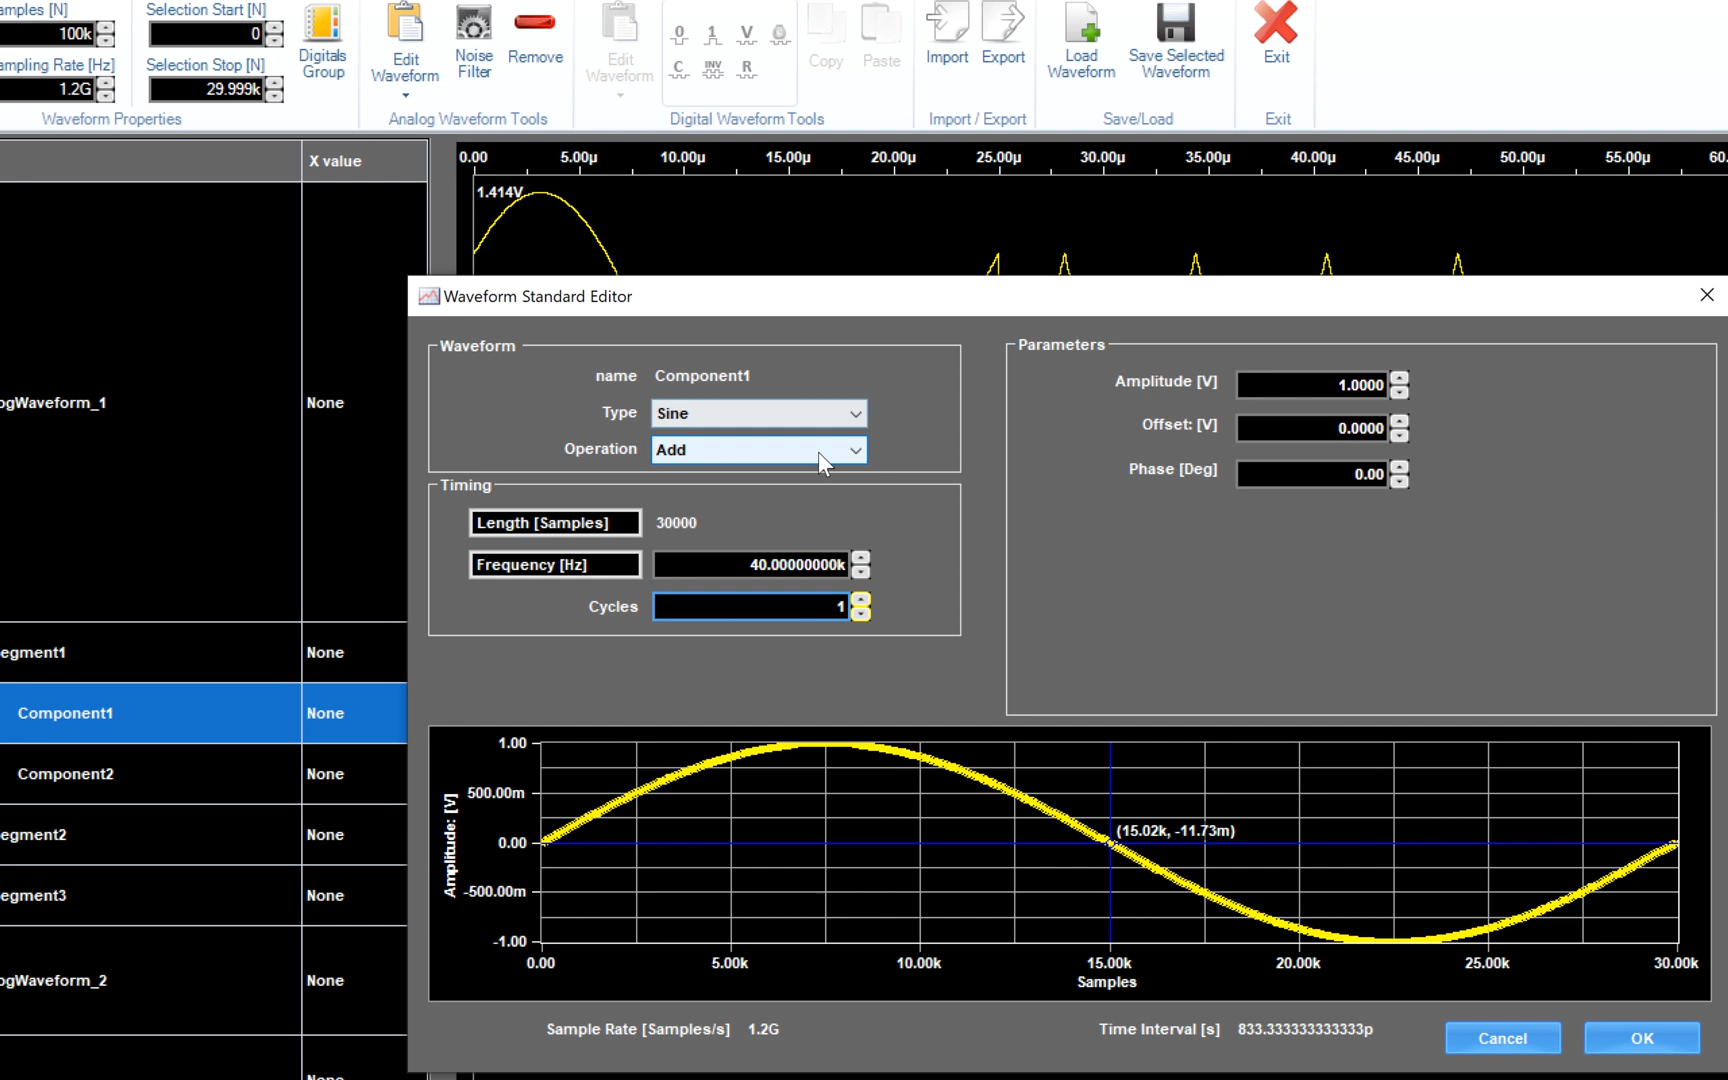 amples [N]
100k
ampling Rate [Hz]
1.2G
Waveform Properties
Selection Start [N]
0
Selection Stop [N]
29.999k
Digitals
Group
Edit
Waveform
Noise
Filter
Remove
Analog Waveform Tools
Edit
Waveform
0 1 V
C INV R
Digital Waveform Tools
Copy
Paste
Import
Export
Import / Export
Load
Waveform
Save Selected
Waveform
Save/Load
Exit
Exit
X value
ogWaveform_1 None
egment1 None
Component1 None
Component2 None
egment2 None
egment3 None
ogWaveform_2 None
None
0.00 5.00µ 10.00µ 15.00µ 20.00µ 25.00µ 30.00µ 35.00µ 40.00µ 45.00µ 50.00µ 55.00µ 60.
1.414V
Waveform Standard Editor
Waveform
name Component1
Type Sine
Operation Add
Timing
Length [Samples] 30000
Frequency [Hz] 40.00000000k
Cycles 1
Parameters
Amplitude [V] 1.0000
Offset: [V] 0.0000
Phase [Deg] 0.00
Amplitude: [V]
1.00
500.00m
0.00
-500.00m
-1.00
(15.02k, -11.73m)
0.00 5.00k 10.00k 15.00k 20.00k 25.00k 30.00k
Samples
Sample Rate [Samples/s] 1.2G
Time Interval [s] 833.333333333333p
Cancel
OK